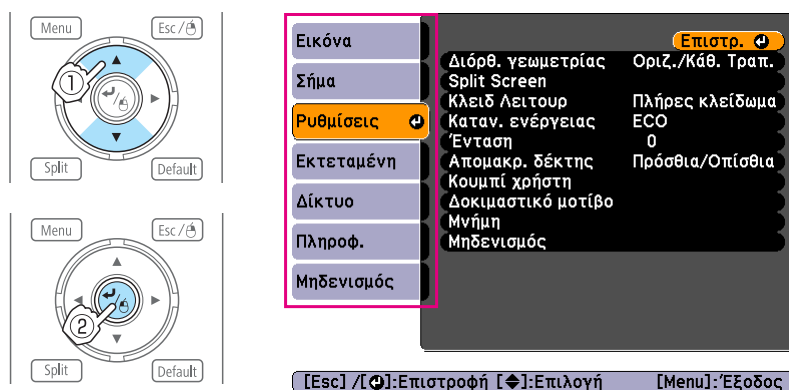 Menu Esc/
1
Split Default
Menu Esc/
2
Split Default
Εικόνα
Σήμα
Ρυθμίσεις
Εκτεταμένη
Δίκτυο
Πληροφ.
Μηδενισμός
Επιστρ.
Διόρθ. γεωμετρίας Οριζ./Κάθ. Τραπ.
Split Screen
Κλειδ Λειτουρ Πλήρες κλείδωμα
Καταν. ενέργειας ECO
Ένταση 0
Απομακρ. δέκτης Πρόσθια/Οπίσθια
Κουμπί χρήστη
Δοκιμαστικό μοτίβο
Μνήμη
Μηδενισμός
[Esc] /[]:Επιστροφή []:Επιλογή [Menu]:Έξοδος